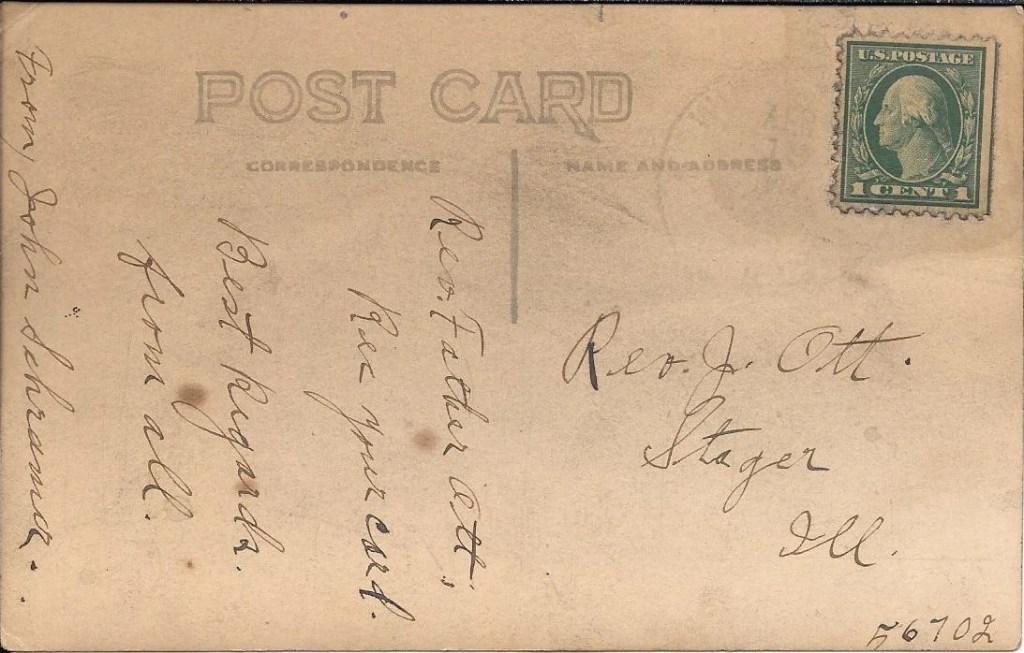 POST CARD
CORRESPONDENCE
NAME AND ADDRESS
U.S. POSTAGE
1 CENT 1
Rev. Father Ott,
Rec your card.
Best Regards.
from all.
From, John Schrama.
Rev. J. Ott.
Stager
Ill.
56702